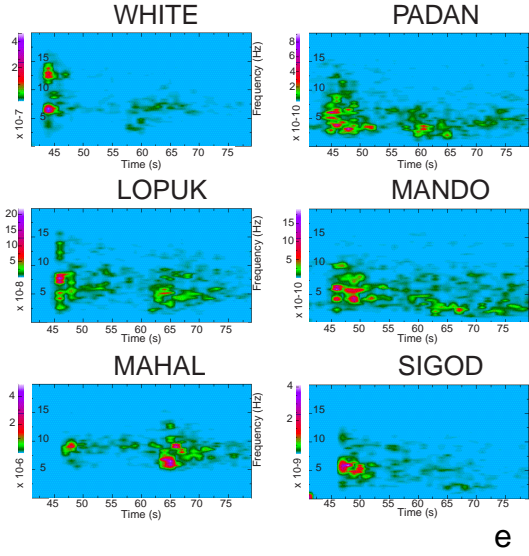 WHITE
4
2
x 10-7
15
10
5
45 50 55 60 65 70 75
Time (s)
Frequency (Hz)
PADAN
8
6
4
2
x 10-10
15
10
5
45 50 55 60 65 70 75
Time (s)
LOPUK
20
15
10
5
x 10-8
15
10
5
45 50 55 60 65 70 75
Time (s)
Frequency (Hz)
MANDO
15
10
5
x 10-10
15
10
5
45 50 55 60 65 70 75
Time (s)
MAHAL
4
2
x 10-6
15
10
5
45 50 55 60 65 70 75
Time (s)
Frequency (Hz)
SIGOD
4
2
x 10-9
15
10
5
45 50 55 60 65 70 75
Time (s)
e